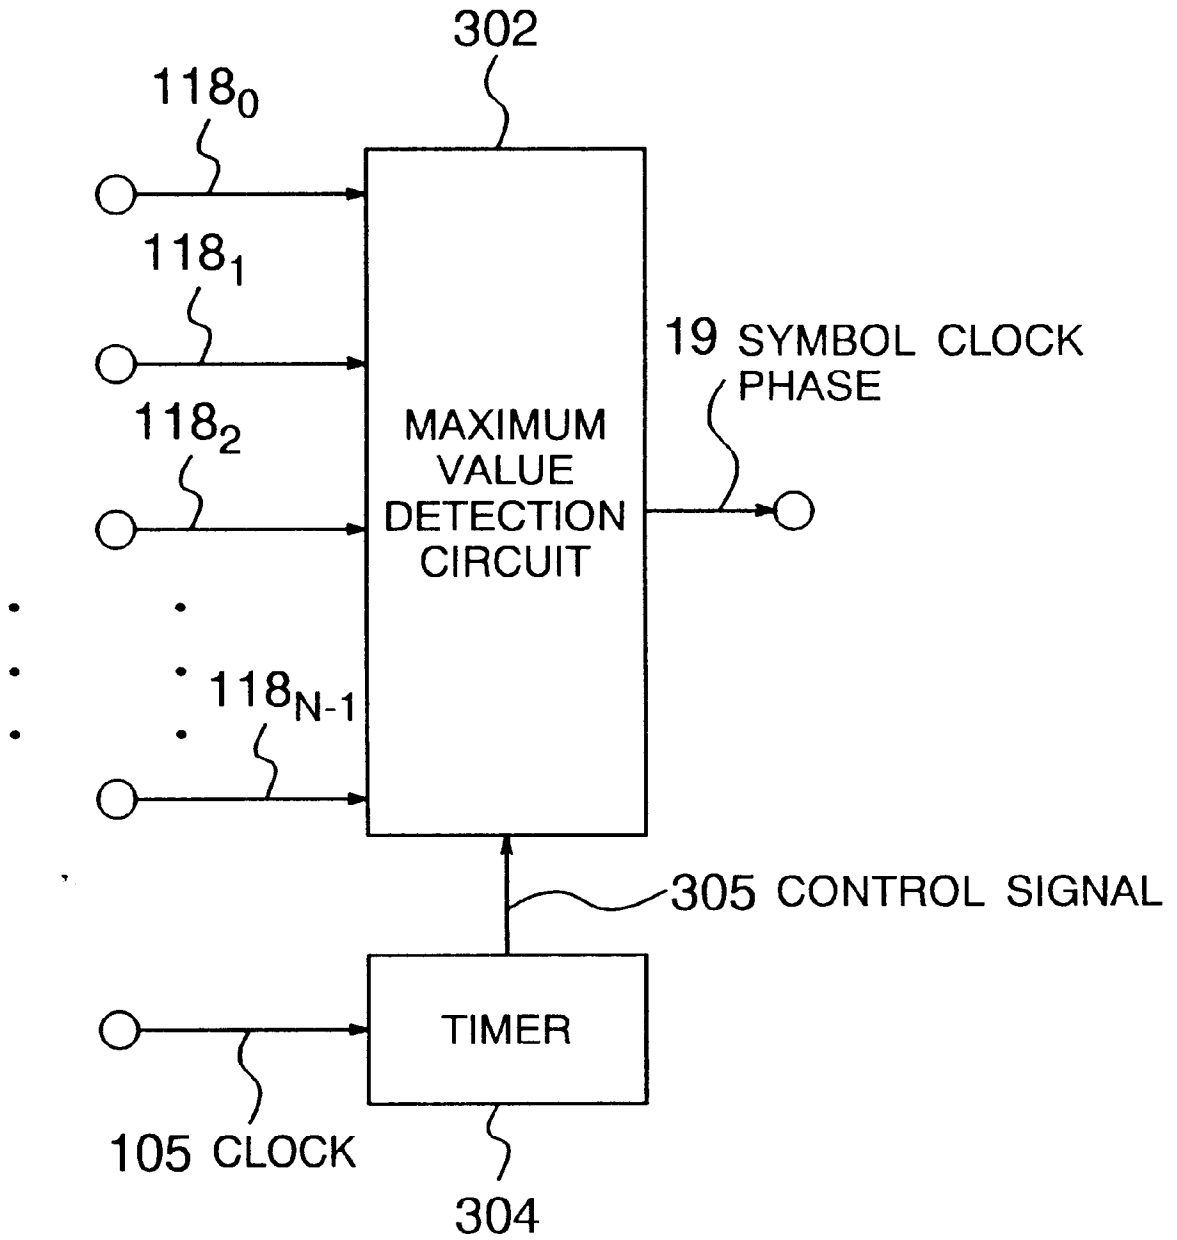 302
118₀
118₁
19 SYMBOL CLOCK
PHASE
118₂
MAXIMUM
VALUE
DETECTION
CIRCUIT
118N-1
305 CONTROL SIGNAL
TIMER
105 CLOCK
304